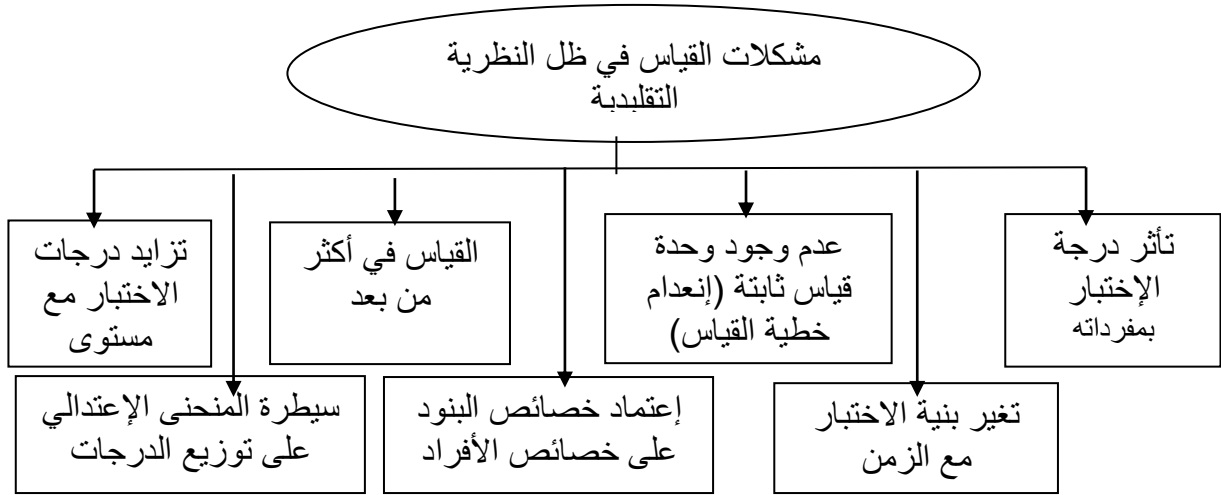 مشكلات القياس في ظل النظرية
التقليدية
تأثر درجة
الإختبار
بمفرداته
عدم وجود وحدة
قياس ثابتة (إنعدام
خطية القياس)
القياس في أكثر
من بعد
تزايد درجات
الاختبار مع
مستوى
تغير بنية الاختبار
مع الزمن
إعتماد خصائص البنود
على خصائص الأفراد
سيطرة المنحنى الإعتدالي
على توزيع الدرجات